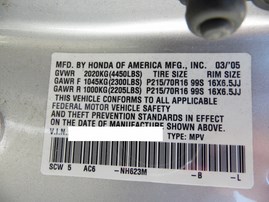 MFD. BY HONDA OF AMERICA MFG., INC. 03/'05
GVWR 2020KG(4450LBS) TIRE SIZE RIM SIZE
GAWR F 1045KG(2300LBS) P215/70R16 99S 16X6.5JJ
GAWR R 1000KG(2205LBS) P215/70R16 99S 16X6.5JJ
THIS VEHICLE CONFORMS TO ALL APPLICABLE
FEDERAL MOTOR VEHICLE SAFETY
AND THEFT PREVENTION STANDARDS IN EFFECT
ON THE DATE OF MANUFACTURE SHOWN ABOVE.
V.I.N.
TYPE: MPV
SCW 5 AC6 -NH623M -B -L